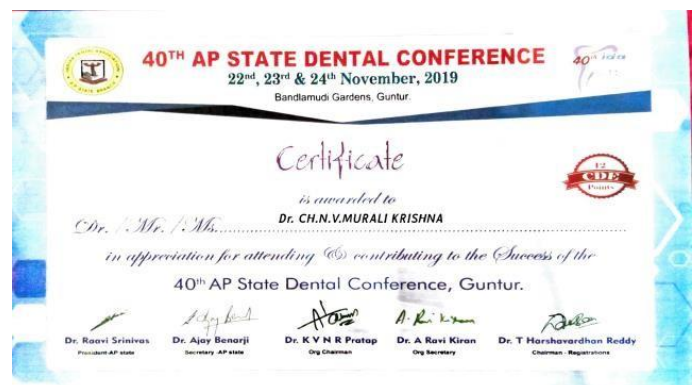 40TH AP STATE DENTAL CONFERENCE
22nd, 23rd & 24th November, 2019
Bandlamudi Gardens, Guntur.
40th ida
Certificate
12
CDE
Points
is awarded to
Dr. / Mr. / Ms. Dr. CH.N.V.MURALI KRISHNA
in appreciation for attending & contributing to the Success of the
40th AP State Dental Conference, Guntur.
Dr. Raavi Srinivas Dr. Ajay Benarji Dr. K V N R Pratap Dr. A Ravi Kiran Dr. T Harshavardhan Reddy
President-AP state Secretary -AP state Org Chairman Org Secretary Chairman - Registrations